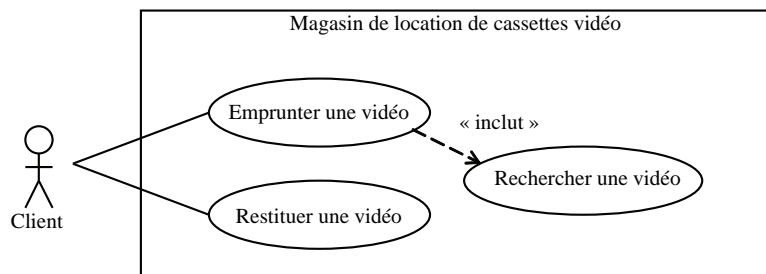 Magasin de location de cassettes vidéo
Emprunter une vidéo
« inclut »
Rechercher une vidéo
Restituer une vidéo
Client